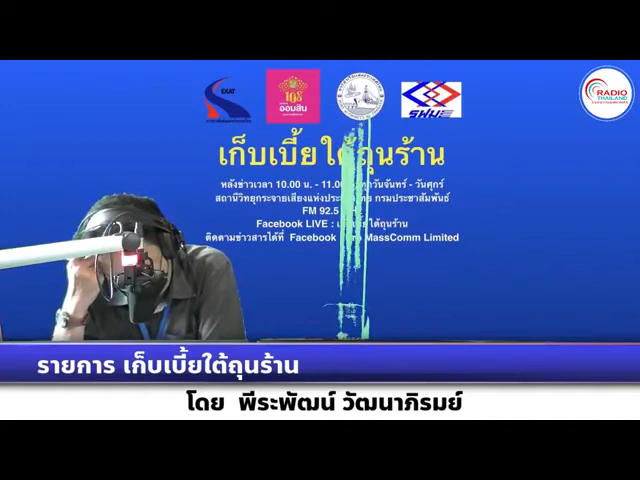 EXAT
ออมสิน
รฟม
RADIO
THAILAND
เก็บเบี้ยใต้ถุนร้าน
หลังข่าวเวลา 10.00 น. - 11.00 วันจันทร์ - วันศุกร์
สถานีวิทยุกระจายเสียงแห่งประเทศไทย กรมประชาสัมพันธ์
FM 92.5
Facebook LIVE : ใต้ถุนร้าน
ติดตามข่าวสารได้ที่ Facebook MassComm Limited
รายการ เก็บเบี้ยใต้ถุนร้าน
โดย พีระพัฒน์ วัฒนาภิรมย์